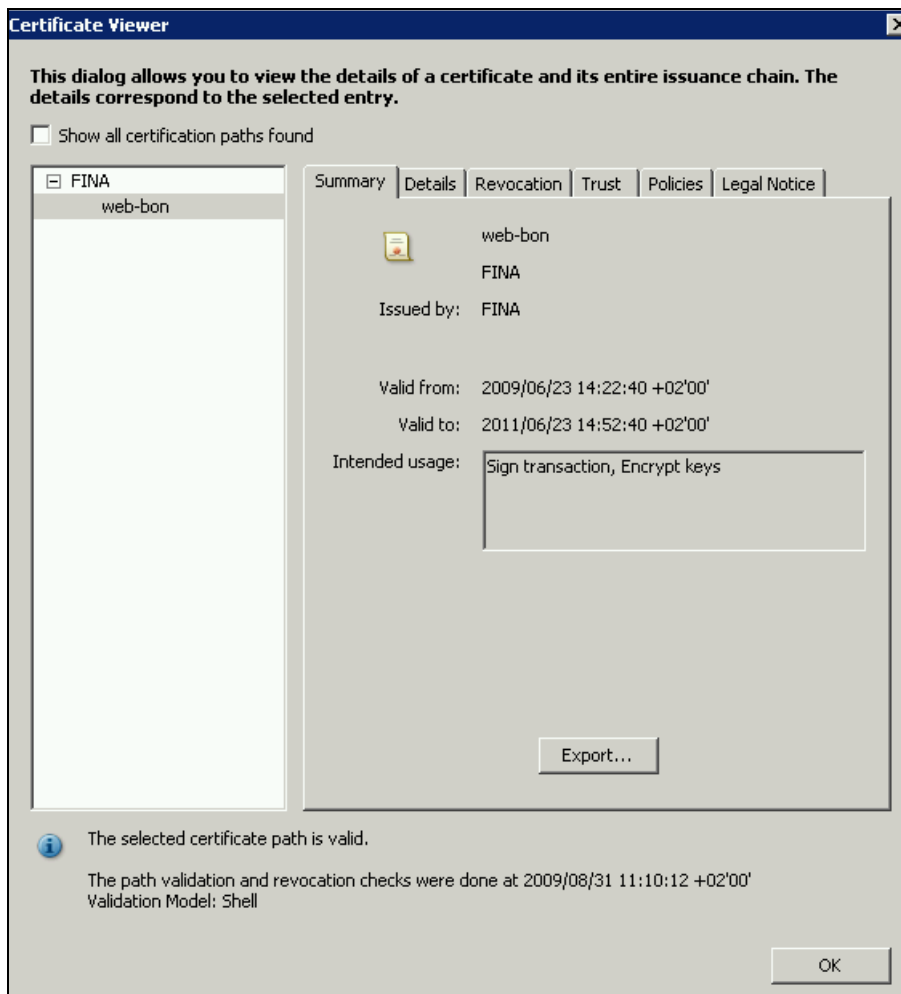 Certificate Viewer
This dialog allows you to view the details of a certificate and its entire issuance chain. The
details correspond to the selected entry.
Show all certification paths found
FINA
web-bon
Summary Details Revocation Trust Policies Legal Notice
web-bon
FINA
Issued by: FINA
Valid from: 2009/06/23 14:22:40 +02'00'
Valid to: 2011/06/23 14:52:40 +02'00'
Intended usage: Sign transaction, Encrypt keys
Export...
The selected certificate path is valid.
The path validation and revocation checks were done at 2009/08/31 11:10:12 +02'00'
Validation Model: Shell
OK